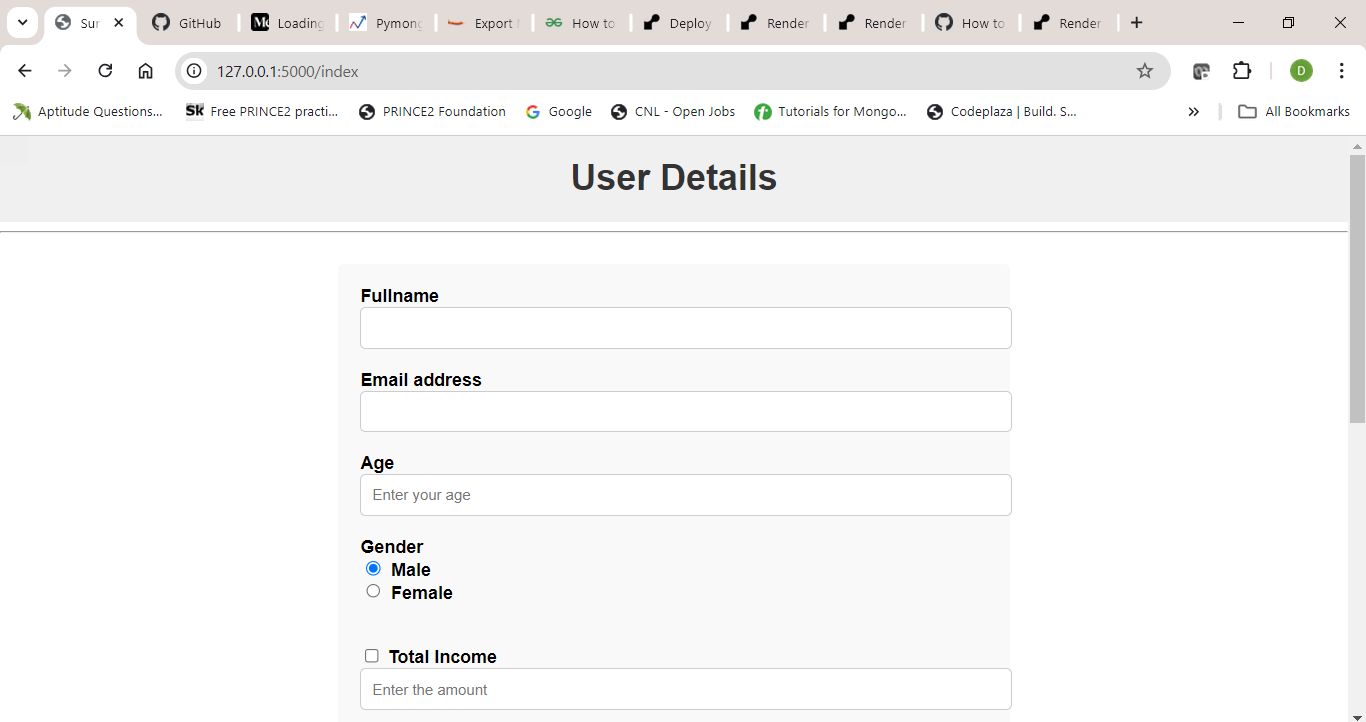 Sur GitHub Loading Pymong Export How to Deploy Render Render How to Render
127.0.0.1:5000/index
Aptitude Questions... Sk Free PRINCE2 practi... PRINCE2 Foundation Google CNL - Open Jobs Tutorials for Mongo... Codeplaza | Build. S... » All Bookmarks
D
User Details
Fullname
Email address
Age
Enter your age
Gender
Male
Female
Total Income
Enter the amount